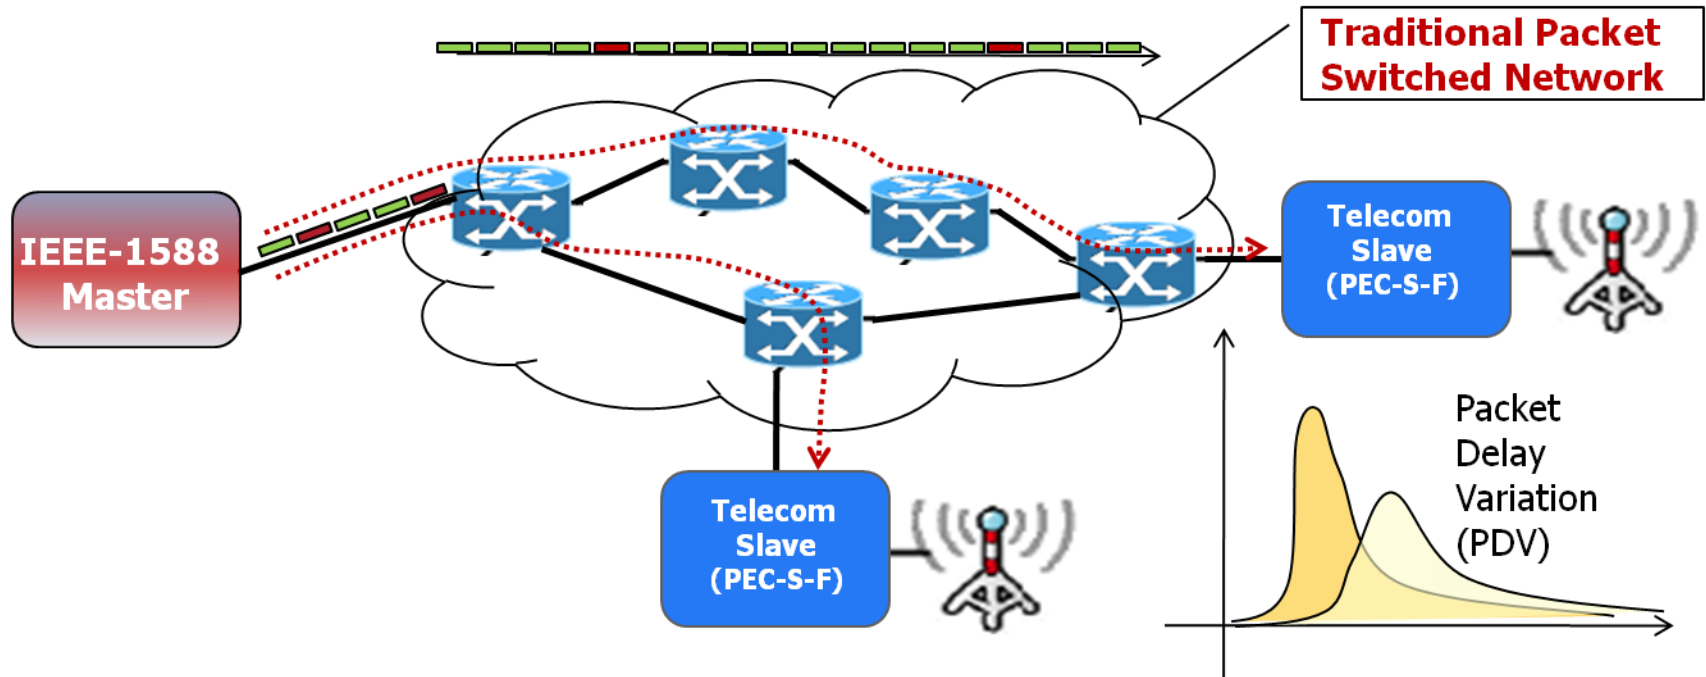 Traditional Packet
Switched Network
IEEE-1588
Master
Telecom
Slave
(PEC-S-F)
Telecom
Slave
(PEC-S-F)
Packet
Delay
Variation
(PDV)